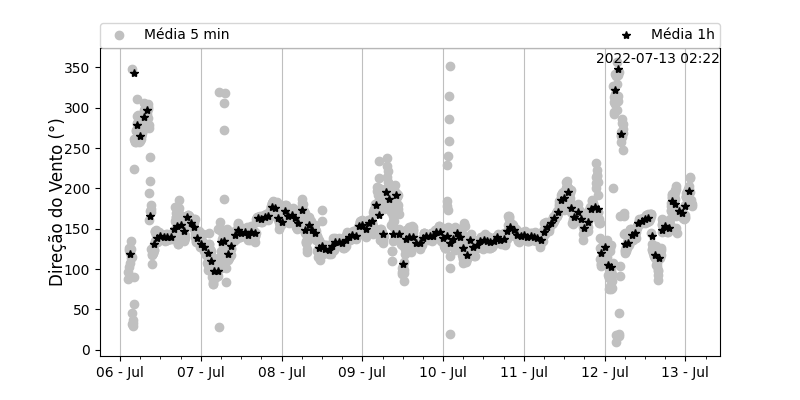 Média 5 min
Média 1h
2022-07-13 02:22
Direção do Vento (°)
350
300
250
200
150
100
50
0
06 - Jul
07 - Jul
08 - Jul
09 - Jul
10 - Jul
11 - Jul
12 - Jul
13 - Jul